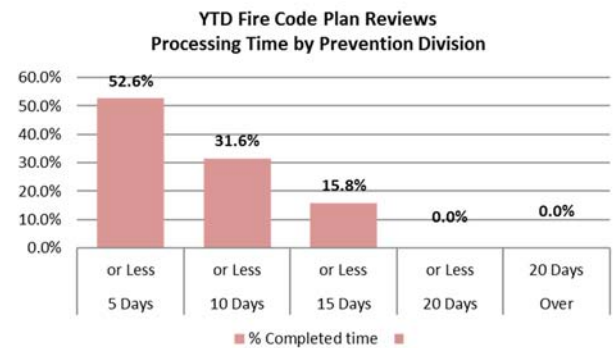 YTD Fire Code Plan Reviews
Processing Time by Prevention Division
60.0%
52.6%
50.0%
40.0%
31.6%
30.0%
20.0%
15.8%
10.0%
0.0%
0.0%
0.0%
or Less
or Less
or Less
or Less
20 Days
5 Days
10 Days
15 Days
20 Days
Over
% Completed time